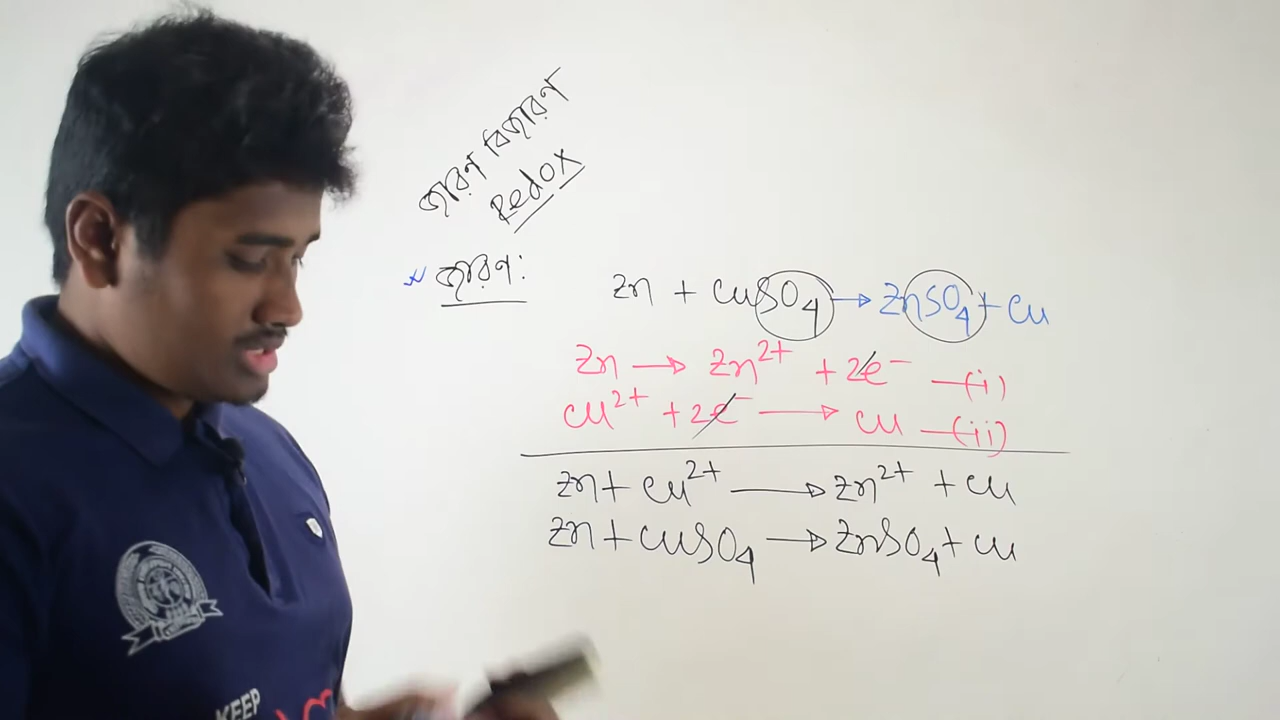 জারণ বিজারণ
Redox
জারণ:
Zn + CuSO₄ → ZnSO₄ + Cu
Zn → Zn²⁺ + 2e⁻ —(i)
Cu²⁺ + 2e⁻ → Cu —(ii)
Zn + Cu²⁺ → Zn²⁺ + Cu
Zn + CuSO₄ → ZnSO₄ + Cu
KEEP